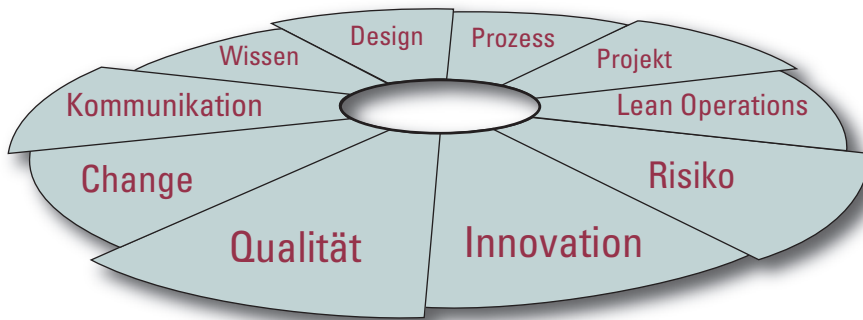 Design
Prozess
Wissen
Projekt
Kommunikation
Lean Operations
Change
Risiko
Qualität
Innovation